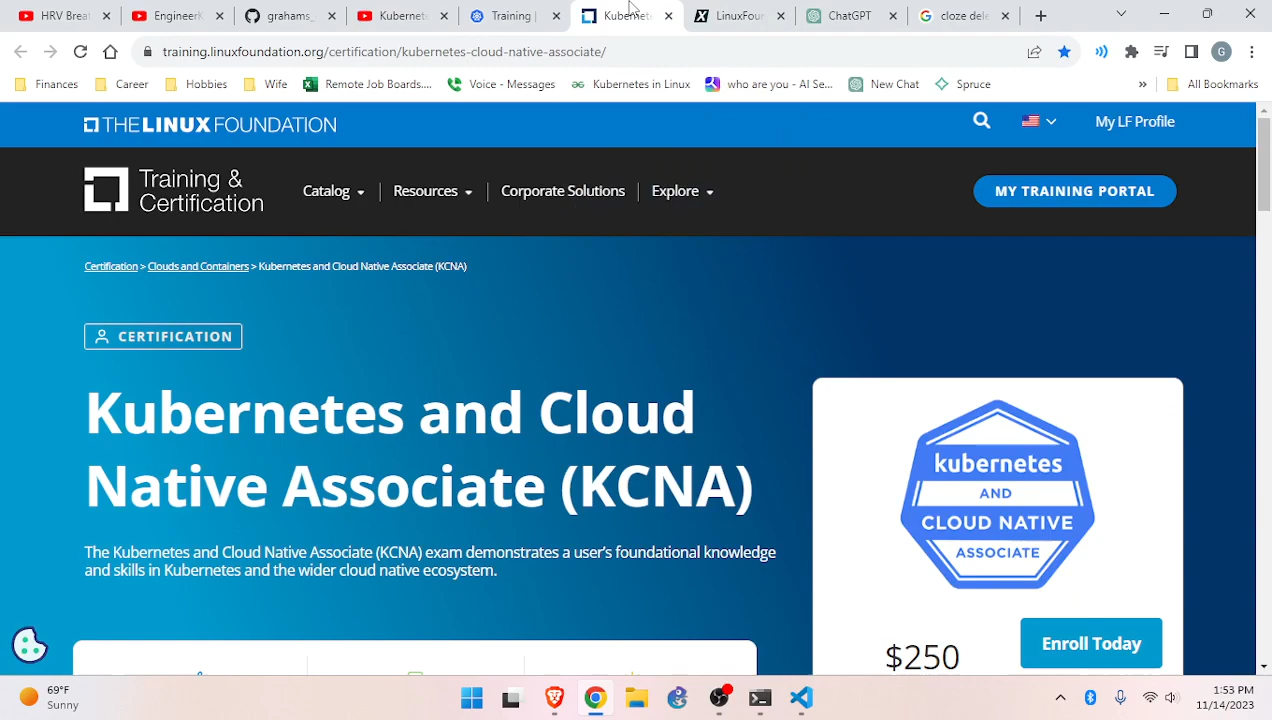 HRV Breat
EngineerK
grahams_
Kubernete
Training |
Kubernete
LinuxFour
ChatGPT
cloze dele
training.linuxfoundation.org/certification/kubernetes-cloud-native-associate/
G
Finances
Career
Hobbies
Wife
Remote Job Boards....
Voice - Messages
Kubernetes in Linux
who are you - AI Se...
New Chat
Spruce
»
All Bookmarks
THE LINUX FOUNDATION
My LF Profile
Training &
Certification
Catalog
Resources
Corporate Solutions
Explore
MY TRAINING PORTAL
Certification > Clouds and Containers > Kubernetes and Cloud Native Associate (KCNA)
CERTIFICATION
Kubernetes and Cloud
Native Associate (KCNA)
The Kubernetes and Cloud Native Associate (KCNA) exam demonstrates a user's foundational knowledge
and skills in Kubernetes and the wider cloud native ecosystem.
kubernetes
AND
CLOUD NATIVE
ASSOCIATE
$250
Enroll Today
69°F
Sunny
1:53 PM
11/14/2023